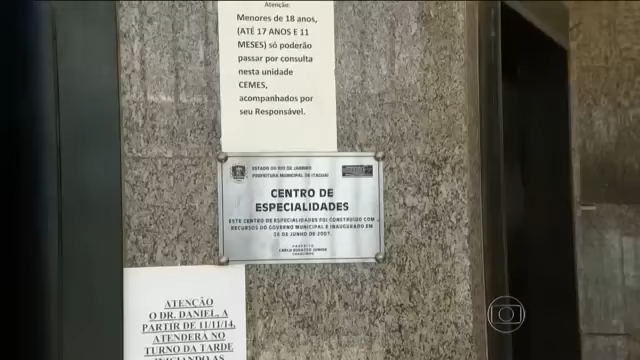 Atenção:
Menores de 18 anos,
(ATÉ 17 ANOS E 11
MESES) só poderão
passar por consulta
nesta unidade
CEMES,
acompanhados por
seu Responsável.
ESTADO DO RIO DE JANEIRO
PREFEITURA MUNICIPAL DE ITAGUAÍ
CENTRO DE
ESPECIALIDADES
ESTE CENTRO DE ESPECIALIDADES FOI CONSTRUÍDO COM
RECURSOS DO GOVERNO MUNICIPAL E INAUGURADO EM
DE JUNHO DE 2007.
PREFEITO
ATENÇÃO
O DR. DANIEL, A
PARTIR DE 11/11/14,
ATENDERÁ NO
TURNO DA TARDE